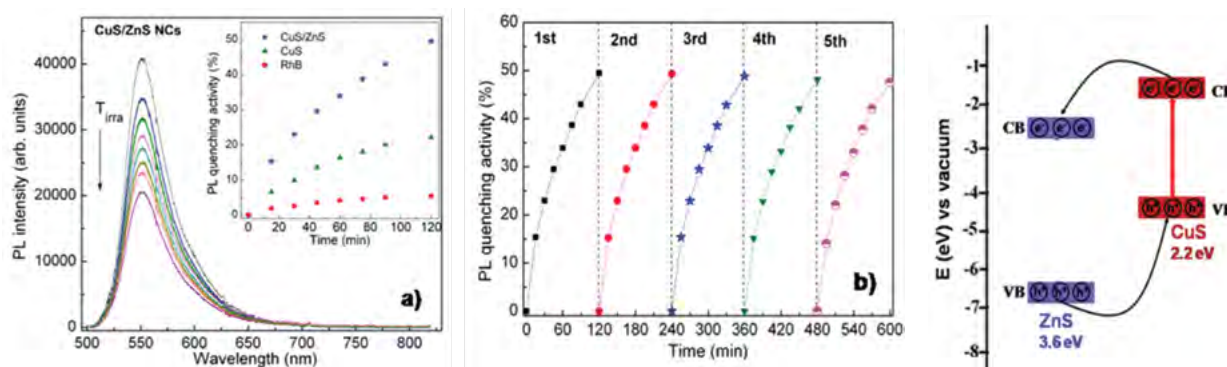 CuS/ZnS NCs
T irra
PL intensity (arb. units)
40000
30000
20000
10000
0
500 550 600 650 700 750 800
Wavelength (nm)
a)
PL quenching activity (%)
50
40
30
20
10
0
CuS/ZnS
CuS
RhB
0 20 40 60 80 100 120
Time (min)
PL quenching activity (%)
60
50
40
30
20
10
0
1st 2nd 3rd 4th 5th
b)
0 60 120 180 240 300 360 420 480 540 600
Time (min)
E (eV) vs vacuum
-1
-2
-3
-4
-5
-6
-7
-8
CB
e⁻ e⁻ e⁻
e⁻ e⁻ e⁻
VB
h⁺ h⁺ h⁺
ZnS
3.6 eV
h⁺ h⁺ h⁺
CuS
2.2 eV